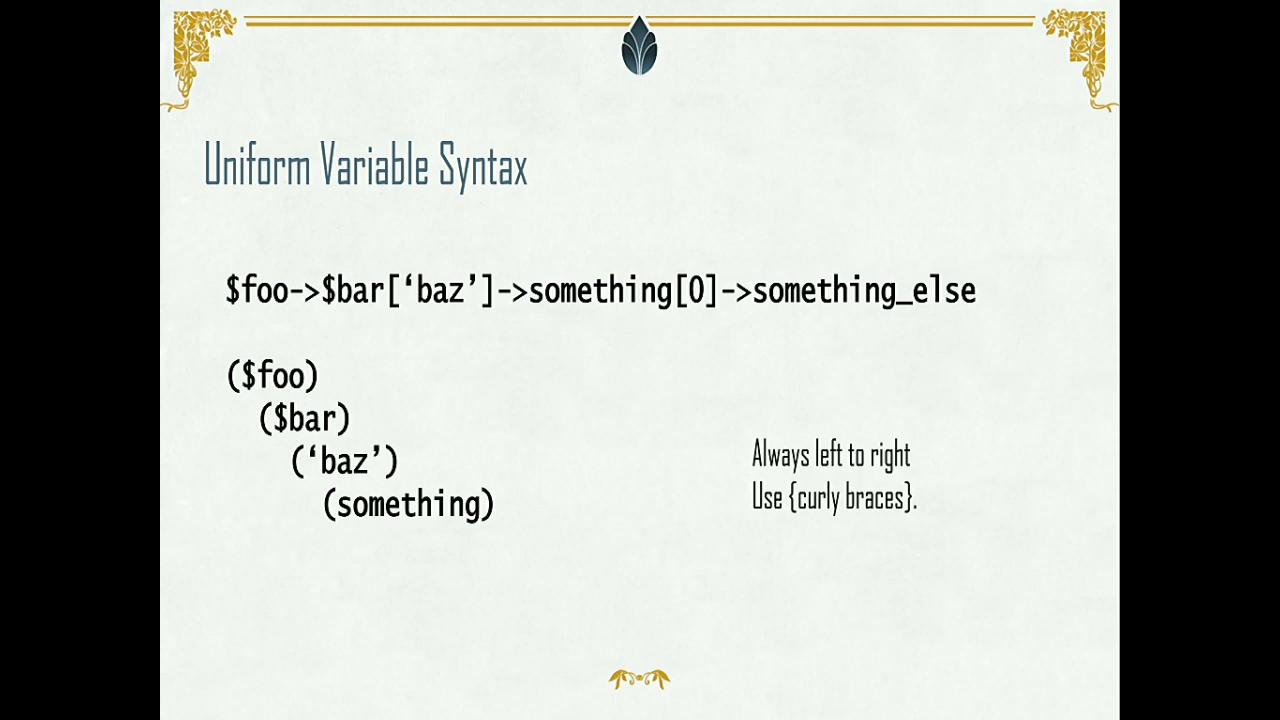 Uniform Variable Syntax
$foo->$bar[‘baz’]->something[0]->something_else
($foo)
($bar)
(‘baz’)
(something)
Always left to right
Use {curly braces}.